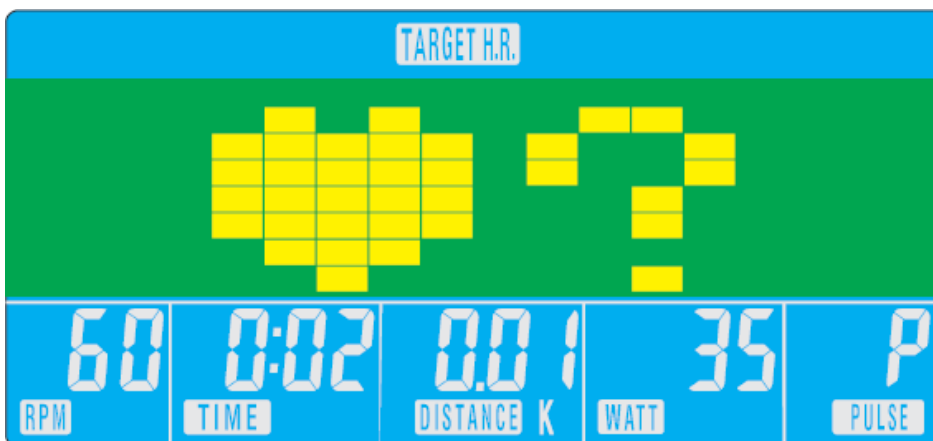 TARGET H.R.
?
60 0:02 0.01 35 P
RPM TIME DISTANCE K WATT PULSE